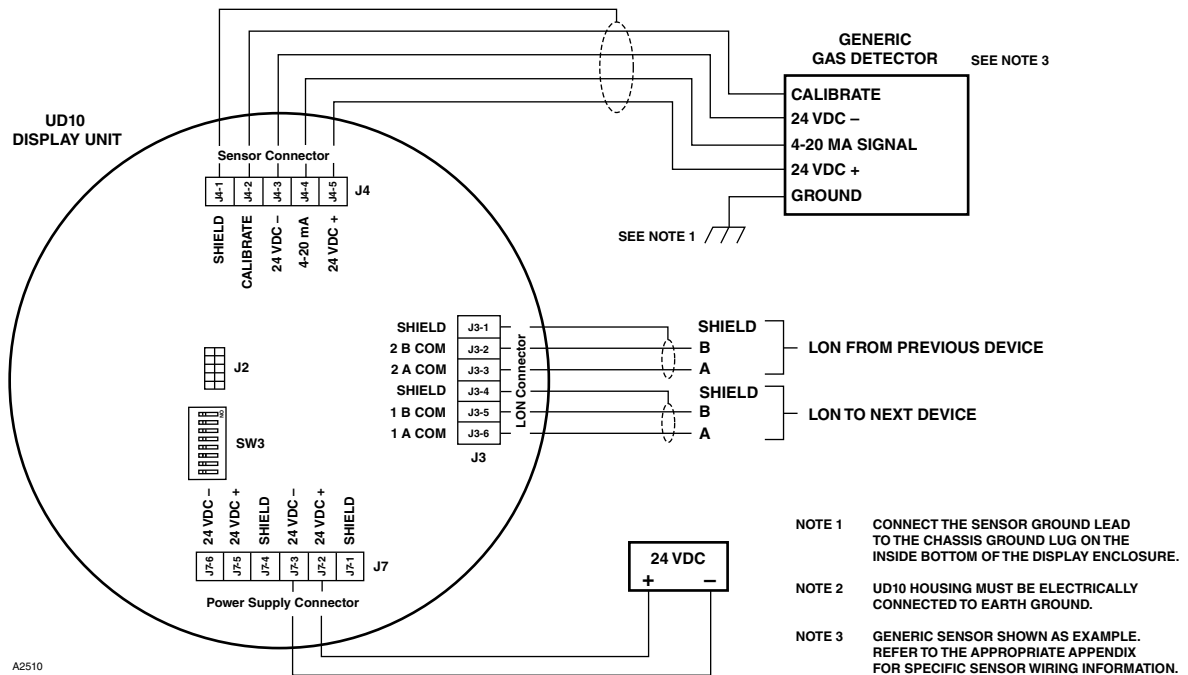 GENERIC
GAS DETECTOR
SEE NOTE 3
CALIBRATE
24 VDC –
4-20 MA SIGNAL
24 VDC +
GROUND
SEE NOTE 1
UD10
DISPLAY UNIT
Sensor Connector
J4-1
J4-2
J4-3
J4-4
J4-5
J4
SHIELD
CALIBRATE
24 VDC –
4-20 mA
24 VDC +
SHIELD
2 B COM
2 A COM
SHIELD
1 B COM
1 A COM
J3-1
J3-2
J3-3
J3-4
J3-5
J3-6
J3
LON Connector
SHIELD
B
A
LON FROM PREVIOUS DEVICE
SHIELD
B
A
LON TO NEXT DEVICE
J2
ON
SW3
24 VDC –
24 VDC +
SHIELD
24 VDC –
24 VDC +
SHIELD
J7-6
J7-5
J7-4
J7-3
J7-2
J7-1
J7
Power Supply Connector
24 VDC
+ –
NOTE 1 CONNECT THE SENSOR GROUND LEAD
TO THE CHASSIS GROUND LUG ON THE
INSIDE BOTTOM OF THE DISPLAY ENCLOSURE.
NOTE 2 UD10 HOUSING MUST BE ELECTRICALLY
CONNECTED TO EARTH GROUND.
NOTE 3 GENERIC SENSOR SHOWN AS EXAMPLE.
REFER TO THE APPROPRIATE APPENDIX
FOR SPECIFIC SENSOR WIRING INFORMATION.
A2510